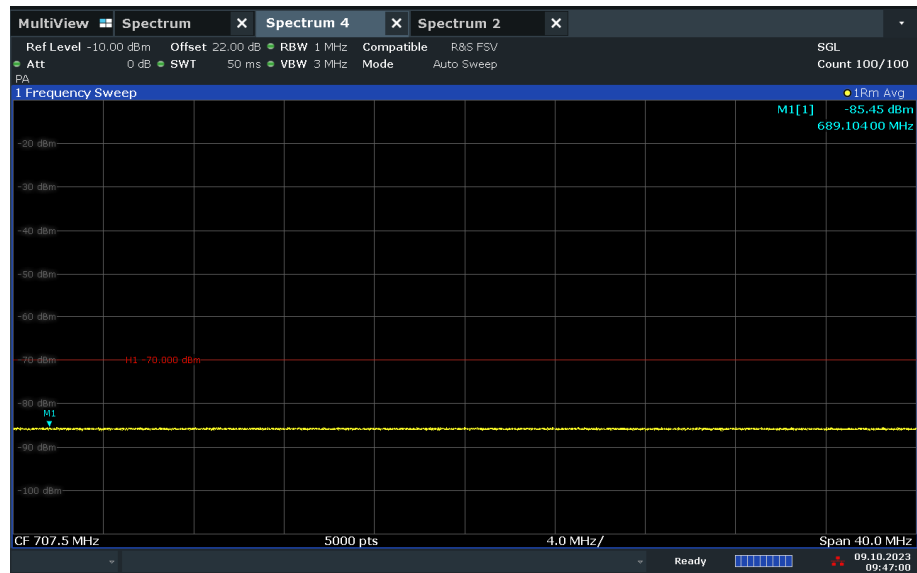 MultiView Spectrum X Spectrum 4 X Spectrum 2 X
Ref Level -10.00 dBm Offset 22.00 dB RBW 1 MHz Compatible R&S FSV SGL
Att 0 dB SWT 50 ms VBW 3 MHz Mode Auto Sweep Count 100/100
PA
1 Frequency Sweep 1Rm Avg
M1[1] -85.45 dBm
689.10400 MHz
-20 dBm
-30 dBm
-40 dBm
-50 dBm
-60 dBm
-70 dBm H1 -70.000 dBm
-80 dBm
M1
-90 dBm
-100 dBm
CF 707.5 MHz 5000 pts 4.0 MHz/ Span 40.0 MHz
Ready 09.10.2023
09:47:00